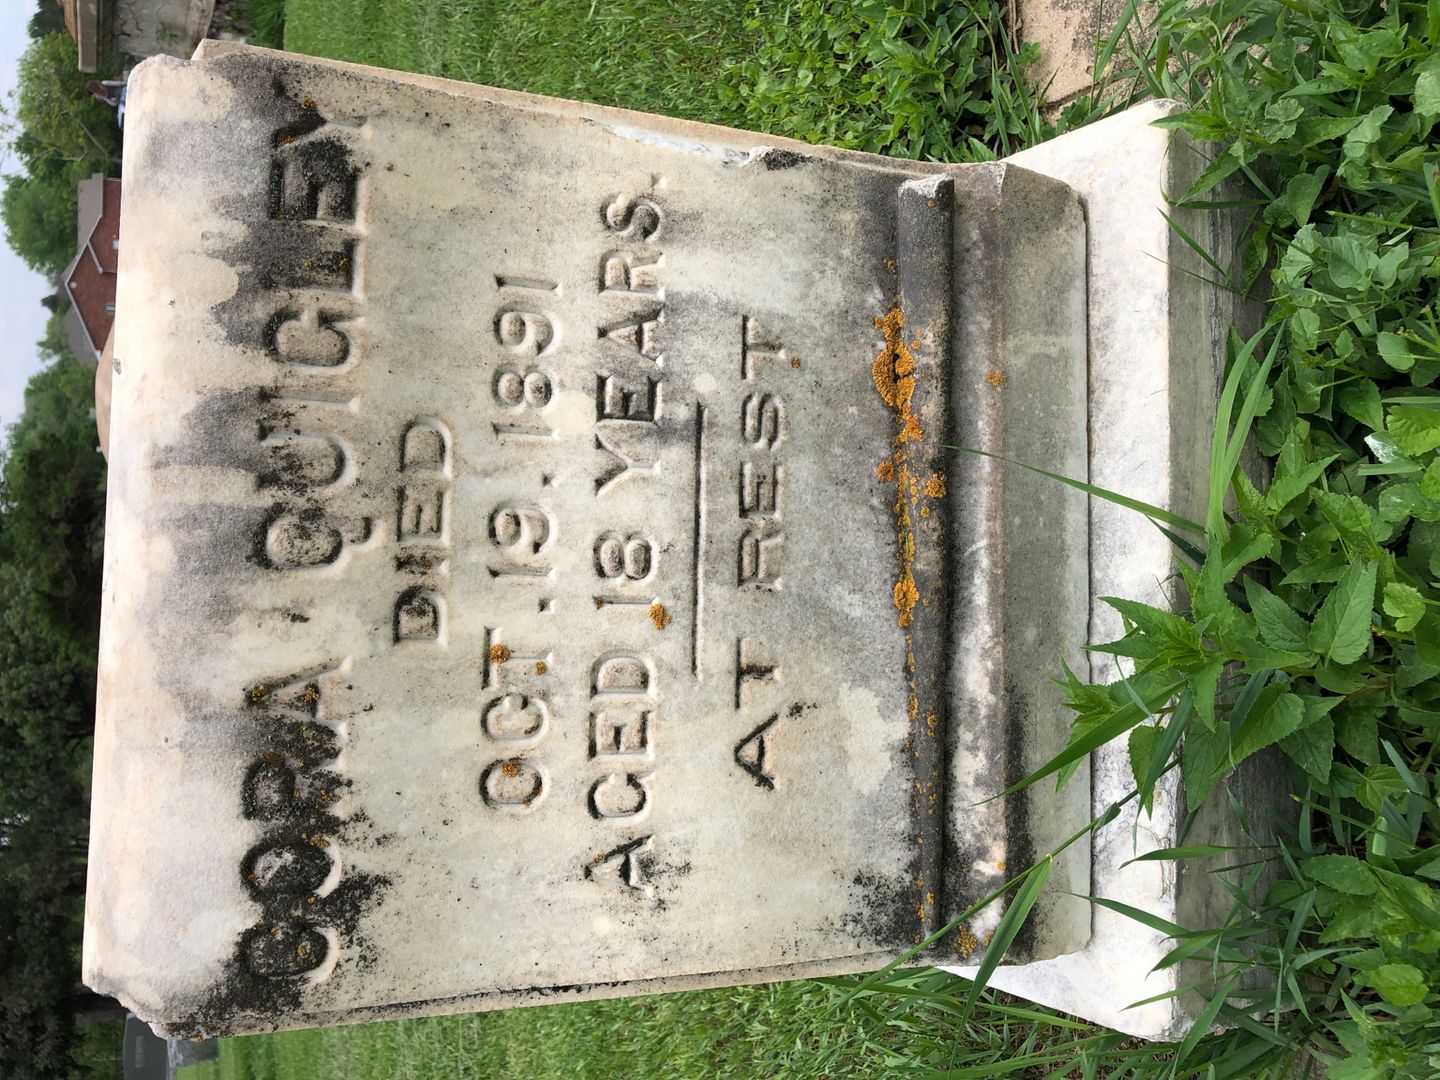 CORA QUIGLEY
DIED
OCT. 19. 1891
AGED 18 YEARS.
AT REST